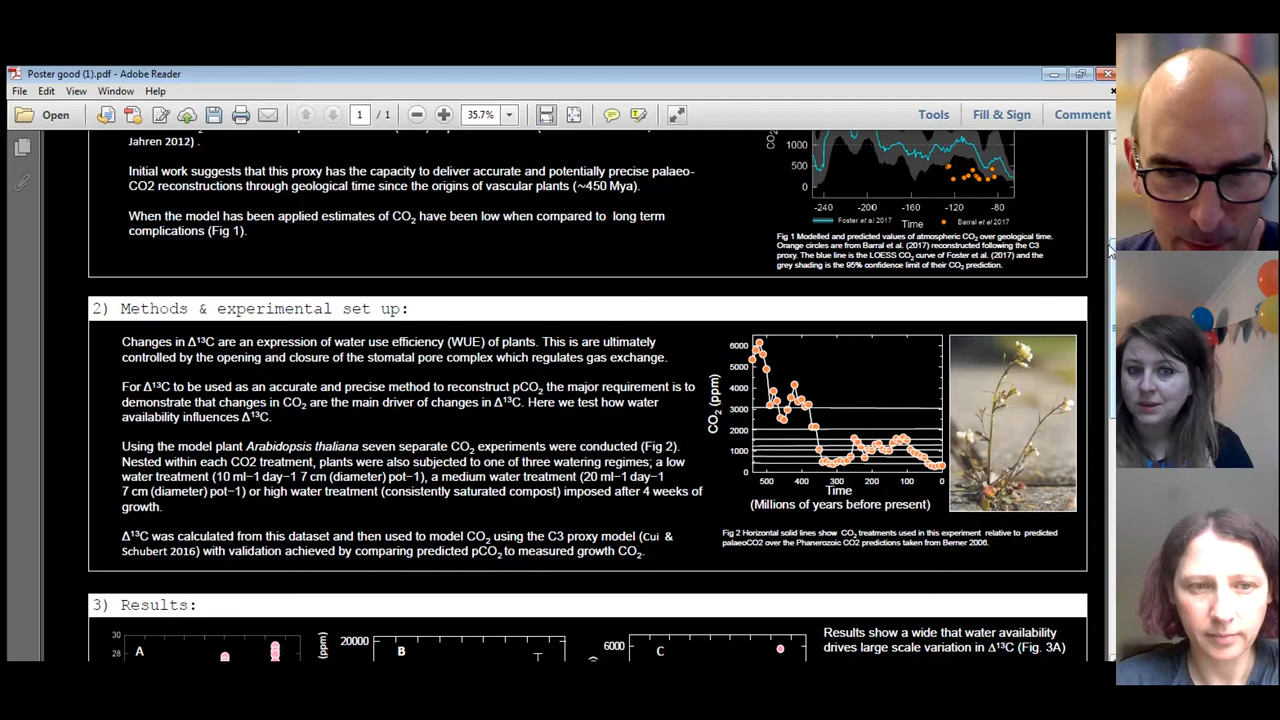 Poster good (1).pdf - Adobe Reader
File Edit View Window Help
Open 1 / 1 35.7% Tools Fill & Sign Comment
Jahren 2012) .
Initial work suggests that this proxy has the capacity to deliver accurate and potentially precise palaeo-
CO2 reconstructions through geological time since the origins of vascular plants (~450 Mya).
When the model has been applied estimates of CO₂ have been low when compared to long term
complications (Fig 1).
CO
1000
500
0
-240 -200 -160 -120 -80
Time
Foster et al 2017 Barral et al 2017
Fig 1 Modelled and predicted values of atmospheric CO₂ over geological time.
Orange circles are from Barral et al. (2017) reconstructed following the C3
proxy. The blue line is the LOESS CO₂ curve of Foster et al. (2017) and the
grey shading is the 95% confidence limit of their CO₂ prediction.
2) Methods & experimental set up:
Changes in Δ¹³C are an expression of water use efficiency (WUE) of plants. This is are ultimately
controlled by the opening and closure of the stomatal pore complex which regulates gas exchange.
For Δ¹³C to be used as an accurate and precise method to reconstruct pCO₂ the major requirement is to
demonstrate that changes in CO₂ are the main driver of changes in Δ¹³C. Here we test how water
availability influences Δ¹³C.
Using the model plant Arabidopsis thaliana seven separate CO₂ experiments were conducted (Fig 2).
Nested within each CO2 treatment, plants were also subjected to one of three watering regimes; a low
water treatment (10 ml−1 day−1 7 cm (diameter) pot−1), a medium water treatment (20 ml−1 day−1
7 cm (diameter) pot−1) or high water treatment (consistently saturated compost) imposed after 4 weeks of
growth.
Δ¹³C was calculated from this dataset and then used to model CO₂ using the C3 proxy model (Cui &
Schubert 2016) with validation achieved by comparing predicted pCO₂ to measured growth CO₂.
CO₂ (ppm)
6000
5000
4000
3000
2000
1000
0
500 400 300 200 100 0
Time
(Millions of years before present)
Fig 2 Horizontal solid lines show CO₂ treatments used in this experiment relative to predicted
palaeoCO2 over the Phanerozoic CO2 predictions taken from Berner 2006.
3) Results:
30
28
A
(ppm)
20000
B
6000
C
Results show a wide that water availability
drives large scale variation in Δ¹³C (Fig. 3A)